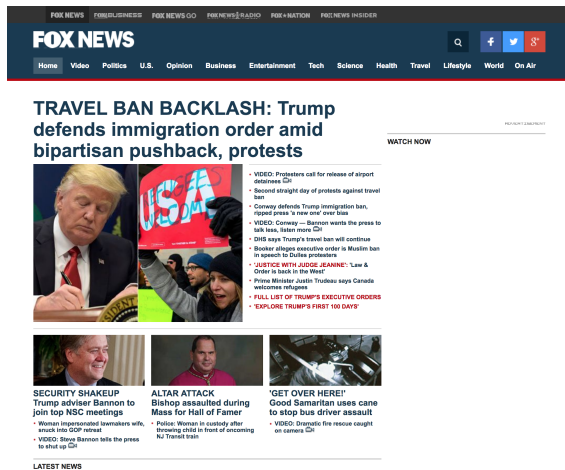 FOX NEWS
FOX BUSINESS
FOX NEWS GO
FOX NEWS RADIO
FOX NATION
FOX NEWS INSIDER
FOX NEWS
Home Video Politics U.S. Opinion Business Entertainment Tech Science Health Travel Lifestyle World On Air
TRAVEL BAN BACKLASH: Trump
defends immigration order amid
bipartisan pushback, protests
ADVERTISEMENT
WATCH NOW
REFUGEES
USA
WELCOME
VIDEO: Protesters call for release of airport
detainees
Second straight day of protests against travel
ban
Conway defends Trump immigration ban,
ripped press 'a new one' over bias
VIDEO: Conway — Bannon wants the press to
talk less, listen more
DHS says Trump's travel ban will continue
Booker alleges executive order is Muslim ban
in speech to Dulles protesters
'JUSTICE WITH JUDGE JEANINE': 'Law &
Order is back in the West'
Prime Minister Justin Trudeau says Canada
welcomes refugees
FULL LIST OF TRUMP'S EXECUTIVE ORDERS
'EXPLORE TRUMP'S FIRST 100 DAYS'
SECURITY SHAKEUP
Trump adviser Bannon to
join top NSC meetings
Woman impersonated lawmakers wife,
snuck into GOP retreat
VIDEO: Steve Bannon tells the press
to shut up
ALTAR ATTACK
Bishop assaulted during
Mass for Hall of Famer
Police: Woman in custody after
throwing child in front of oncoming
NJ Transit train
'GET OVER HERE!'
Good Samaritan uses cane
to stop bus driver assault
VIDEO: Dramatic fire rescue caught
on camera
LATEST NEWS